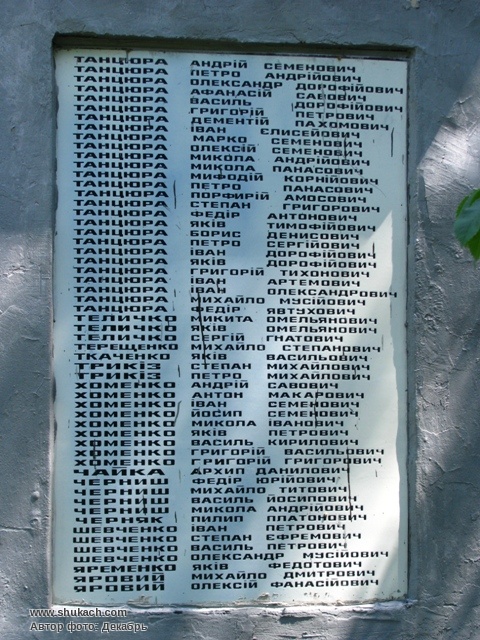 ТАНЦЮРА АНДРІЙ СЕМЕНОВИЧ
ТАНЦЮРА ПЕТРО АНДРІЙОВИЧ
ТАНЦЮРА ОЛЕКСАНДР ДОРОФІЙОВИЧ
ТАНЦЮРА АФАНАСІЙ САВОВИЧ
ТАНЦЮРА ВАСИЛЬ ДОРОФІЙОВИЧ
ТАНЦЮРА ГРИГОРІЙ ПЕТРОВИЧ
ТАНЦЮРА ДЕМЕНТІЙ ПАХОМОВИЧ
ТАНЦЮРА ІВАН ЄЛИСЕЙОВИЧ
ТАНЦЮРА МАРКО СЕМЕНОВИЧ
ТАНЦЮРА ОЛЕКСІЙ СЕМЕНОВИЧ
ТАНЦЮРА МИКОЛА АНДРІЙОВИЧ
ТАНЦЮРА МИКОЛА ПАНАСОВИЧ
ТАНЦЮРА МИФОДІЙ КОРНІЙОВИЧ
ТАНЦЮРА ПЕТРО ПАНАСОВИЧ
ТАНЦЮРА ПОРФИРІЙ АМОСОВИЧ
ТАНЦЮРА СТЕПАН ГРИГОРОВИЧ
ТАНЦЮРА ФЕДІР АНТОНОВИЧ
ТАНЦЮРА ЯКІВ ТИМОФІЙОВИЧ
ТАНЦЮРА БОРИС ДЕНИСОВИЧ
ТАНЦЮРА ПЕТРО СЕРГІЙОВИЧ
ТАНЦЮРА ІВАН ДОРОФІЙОВИЧ
ТАНЦЮРА ЯКІВ ДОРОФІЙОВИЧ
ТАНЦЮРА ГРИГОРІЙ ТИХОНОВИЧ
ТАНЦЮРА ІВАН АРТЕМОВИЧ
ТАНЦЮРА ІВАН ОЛЕКСАНДРОВИЧ
ТАНЦЮРА МИХАЙЛО МУСІЙОВИЧ
ТАНЦЮРА ФЕДІР ЯВТУХОВИЧ
ТЕЛИЧКО МИКИТА ОМЕЛЬЯНОВИЧ
ТЕЛИЧКО ЯКІВ ОМЕЛЬЯНОВИЧ
ТЕЛИЧКО СЕРГІЙ ГНАТОВИЧ
ТЕРЕЩЕНКО МИХАЙЛО СТЕПАНОВИЧ
ТКАЧЕНКО ЯКІВ ВАСИЛЬОВИЧ
ТРИКІЗ СТЕПАН МИХАЙЛОВИЧ
ТРИКІЗ ПЕТРО МИХАЙЛОВИЧ
ХОМЕНКО АНДРІЙ САВОВИЧ
ХОМЕНКО АНТОН МАКАРОВИЧ
ХОМЕНКО ІВАН СЕМЕНОВИЧ
ХОМЕНКО ЙОСИП СЕМЕНОВИЧ
ХОМЕНКО МИКОЛА ІВАНОВИЧ
ХОМЕНКО ЯКІВ ПЕТРОВИЧ
ХОМЕНКО ВАСИЛЬ КИРИЛОВИЧ
ХОМЕНКО ГРИГОРІЙ ВАСИЛЬОВИЧ
ХОМЕНКО ГРИГОРІЙ ГРИГОРОВИЧ
ЧАЙКА АРХИП ДАНИЛОВИЧ
ЧЕРНИШ ФЕДІР ЮРІЙОВИЧ
ЧЕРНИШ МИХАЙЛО ТИТОВИЧ
ЧЕРНИШ ВАСИЛЬ ЙОСИПОВИЧ
ЧЕРНИШ МИКОЛА АНДРІЙОВИЧ
ЧЕРНЯК ПИЛИП ПЛАТОНОВИЧ
ШЕВЧЕНКО ІВАН ПЕТРОВИЧ
ШЕВЧЕНКО СТЕПАН ЄФРЕМОВИЧ
ШЕВЧЕНКО ВАСИЛЬ ПЕТРОВИЧ
ШЕВЧЕНКО ОЛЕКСАНДР МУСІЙОВИЧ
ЯРЕМЕНКО ЯКІВ ФЕДОТОВИЧ
ЯРОВИЙ МИХАЙЛО ДМИТРОВИЧ
ЯРОВИЙ ОЛЕКСІЙ ФАНАСІЙОВИЧ
www.shukach.com
Автор фото: Декабрь